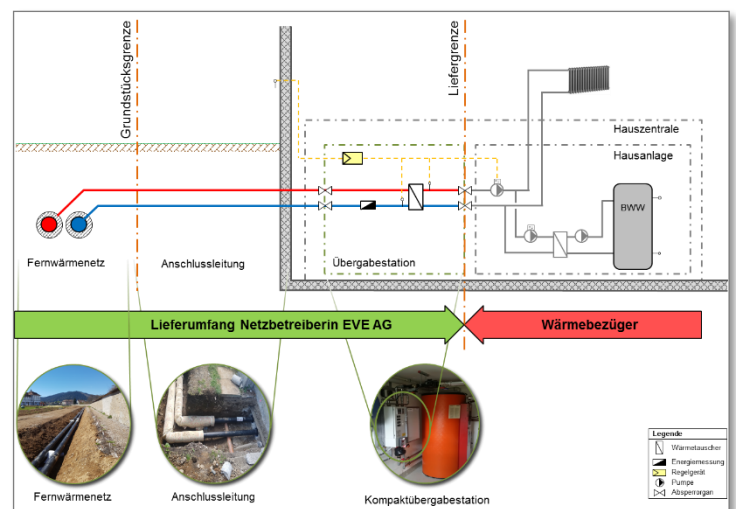 Grundstücksgrenze
Liefergrenze
Hauszentrale
Hausanlage
BWW
Fernwärmenetz
Anschlussleitung
Übergabestation
Lieferumfang Netzbetreiberin EVE AG
Wärmebezüger
Fernwärmenetz
Anschlussleitung
Kompaktübergabestation
Legende
Wärmetauscher
Energiemessung
Regelgerät
Pumpe
Absperrorgan